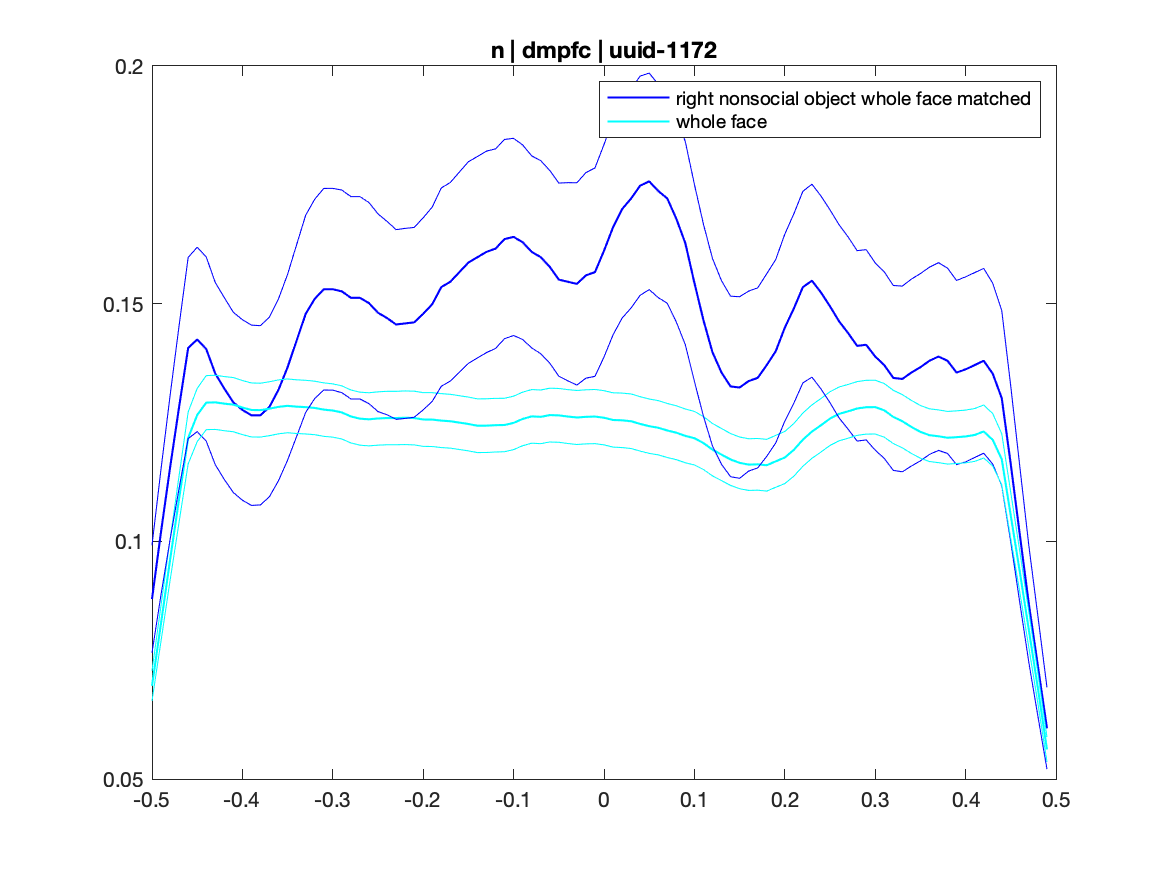 n | dmpfc | uuid-1172
0.2
right nonsocial object whole face matched
whole face
0.15
0.1
0.05
-0.5 -0.4 -0.3 -0.2 -0.1 0 0.1 0.2 0.3 0.4 0.5